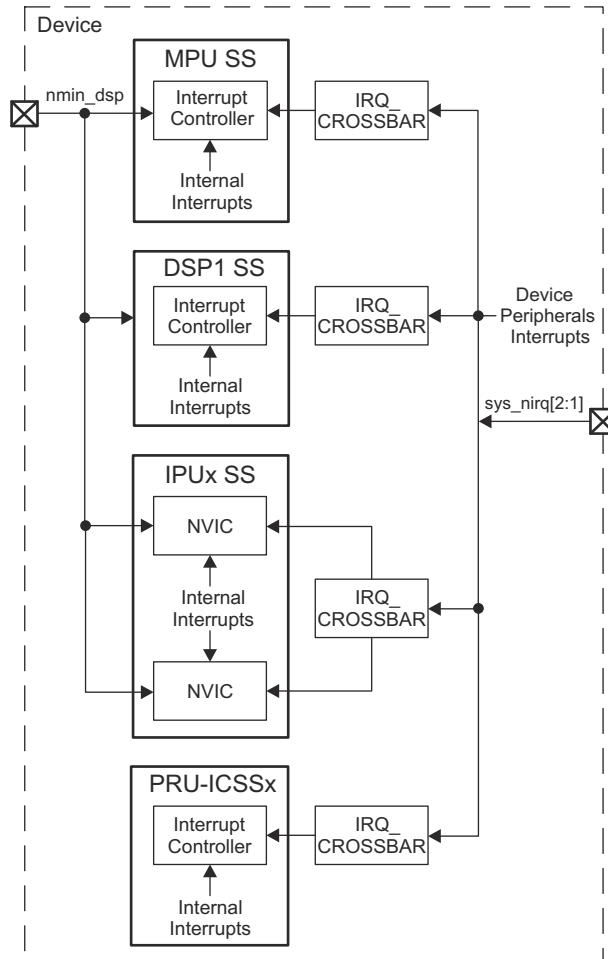 Device
MPU SS
nmin_dsp
Interrupt
Controller
IRQ_
CROSSBAR
Internal
Interrupts
DSP1 SS
Interrupt
Controller
IRQ_
CROSSBAR
Device
Peripherals
Interrupts
Internal
Interrupts
sys_nirq[2:1]
IPUx SS
NVIC
Internal
Interrupts
IRQ_
CROSSBAR
NVIC
PRU-ICSSx
Interrupt
Controller
IRQ_
CROSSBAR
Internal
Interrupts